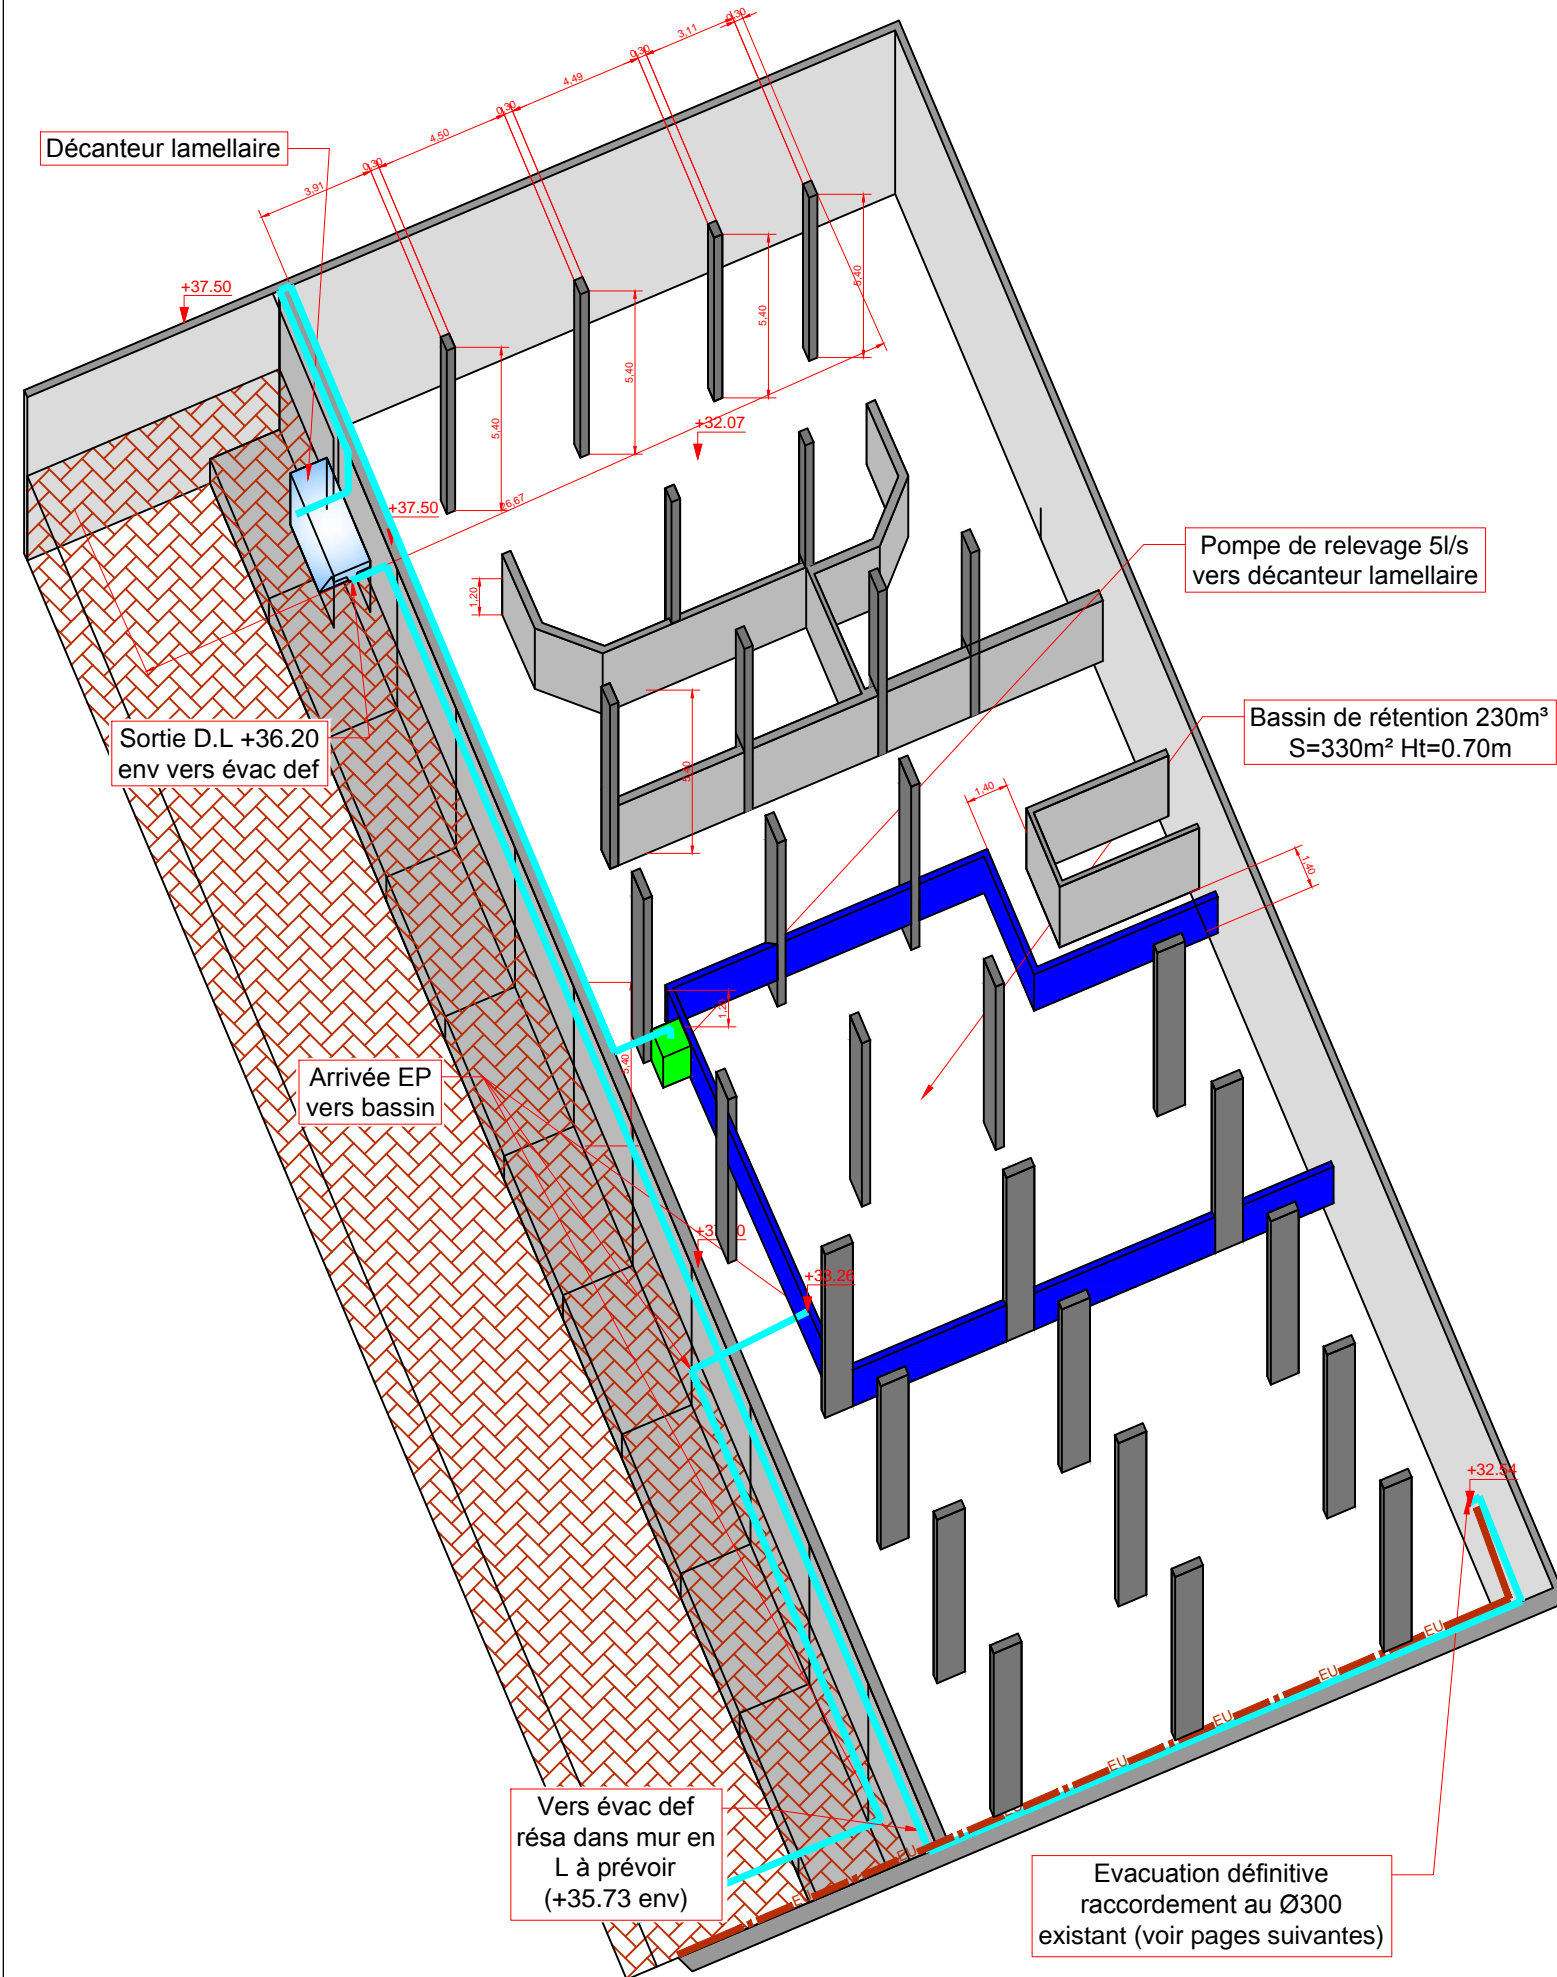 0,30
3,11
0,30
4,49
0,30
4,50
0,30
3,91
Décanteur lamellaire
+37.50
5,40
5,40
5,40
5,40
+32.07
26,67
+37.50
Pompe de relevage 5l/s
vers décanteur lamellaire
1,20
Bassin de rétention 230m³
S=330m² Ht=0.70m
Sortie D.L +36.20
env vers évac def
1,40
1,40
1,20
5,40
Arrivée EP
vers bassin
+33.26
+32.54
EU
EU
EU
EU
EU
EU
EU
Vers évac def
résa dans mur en
L à prévoir
(+35.73 env)
Evacuation définitive
raccordement au Ø300
existant (voir pages suivantes)